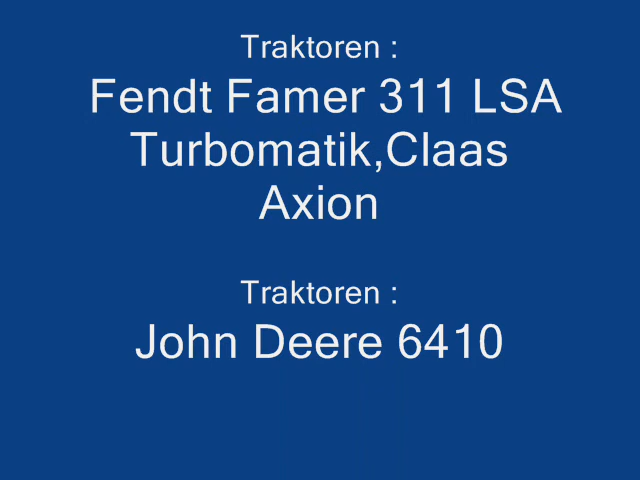 Traktoren :
Fendt Famer 311 LSA
Turbomatik,Claas
Axion
Traktoren :
John Deere 6410